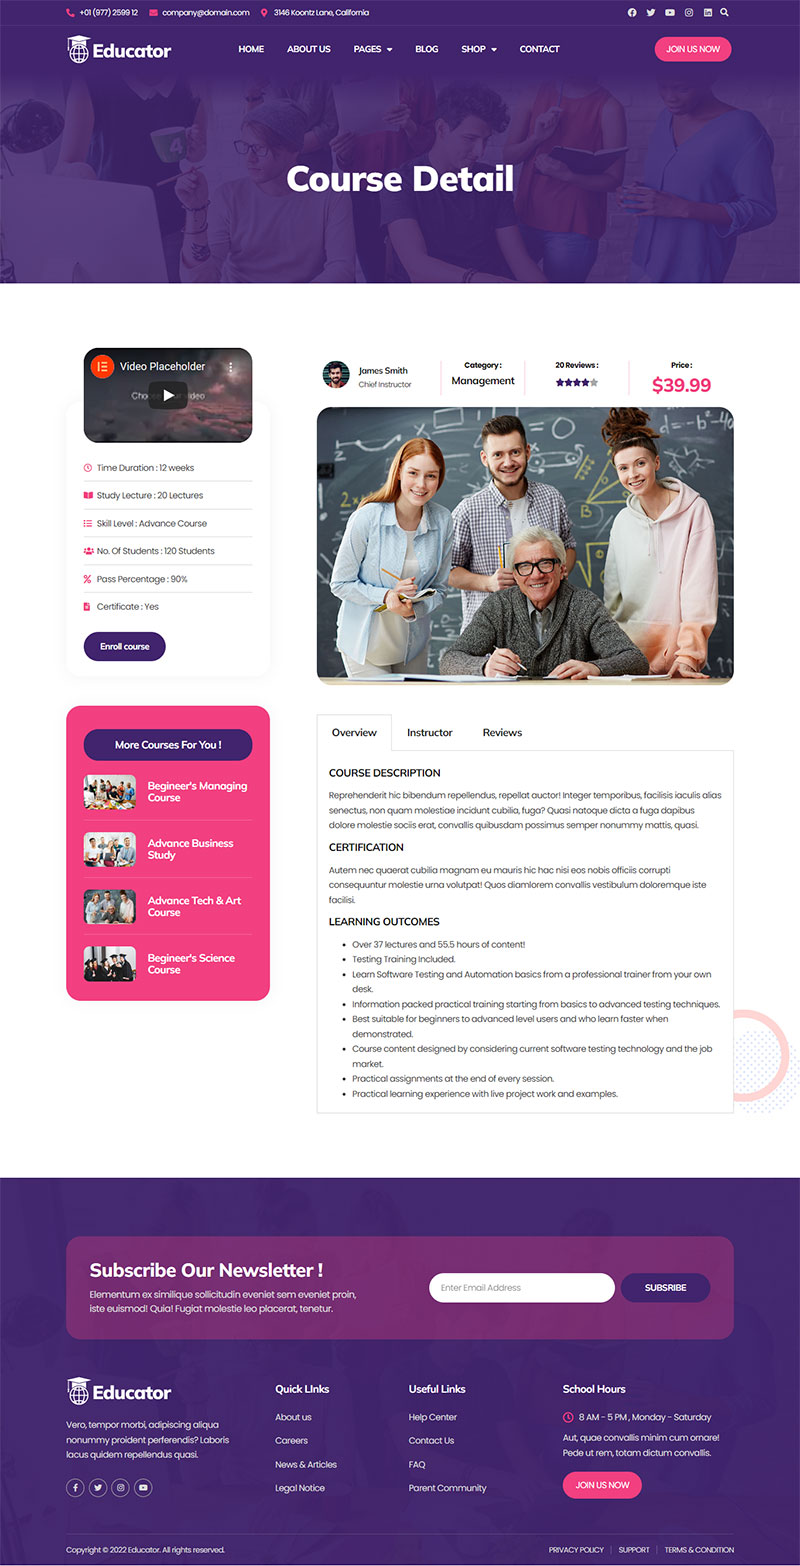 +01 (977) 2599 12 company@domain.com 3146 Koontz Lane, California
Educator HOME ABOUT US PAGES BLOG SHOP CONTACT JOIN US NOW
4
Course Detail
Video Placeholder
James Smith
Chief Instructor
Category :
Management
20 Reviews :
Price :
$39.99
Time Duration : 12 weeks
Study Lecture : 20 Lectures
Skill Level : Advance Course
No. Of Students : 120 Students
Pass Percentage : 90%
Certificate : Yes
Enroll course
More Courses For You !
Begineer's Managing
Course
Advance Business
Study
Advance Tech & Art
Course
Begineer's Science
Course
Overview Instructor Reviews
COURSE DESCRIPTION
Reprehenderit hic bibendum repellendus, repellat auctor! Integer temporibus, facilisis iaculis alias
senectus, non quam molestiae incidunt cubilia, fuga? Quasi natoque dicta a fuga dapibus
dolore molestie sociis erat, convallis quibusdam possimus semper nonummy mattis, quasi.
CERTIFICATION
Autem nec quaerat cubilia magnam eu mauris hic hac nisi eos nobis officiis corrupti
consequuntur molestie urna volutpat! Quos diamlorem convallis vestibulum doloremque iste
facilisi.
LEARNING OUTCOMES
Over 37 lectures and 55.5 hours of content!
Testing Training Included.
Learn Software Testing and Automation basics from a professional trainer from your own
desk.
Information packed practical training starting from basics to advanced testing techniques.
Best suitable for beginners to advanced level users and who learn faster when
demonstrated.
Course content designed by considering current software testing technology and the job
market.
Practical assignments at the end of every session.
Practical learning experience with live project work and examples.
Subscribe Our Newsletter !
Elementum ex similique sollicitudin eveniet sem eveniet proin,
iste euismod! Quia! Fugiat molestie leo placerat, tenetur.
Enter Email Address SUBSRIBE
Educator
Vero, tempor morbi, adipiscing aliqua
nonummy proident perferendis? Laboris
lacus quidem repellendus quasi.
Quick LInks
About us
Careers
News & Articles
Legal Notice
Useful Links
Help Center
Contact Us
FAQ
Parent Community
School Hours
8 AM - 5 PM , Monday - Saturday
Aut, quae convallis minim cum ornare!
Pede ut rem, totam dictum convallis.
JOIN US NOW
Copyright © 2022 Educator. All rights reserved.
PRIVACY POLICY SUPPORT TERMS & CONDITION